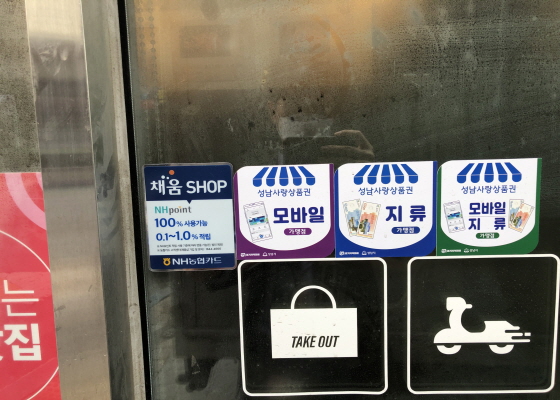 채움 SHOP
NHpoint
100% 사용가능
0.1~1.0% 적립
NH농협카드
성남사랑상품권
모바일
가맹점
성남사랑상품권
지류
가맹점
성남사랑상품권
모바일
지류
가맹점
TAKE OUT
는
집